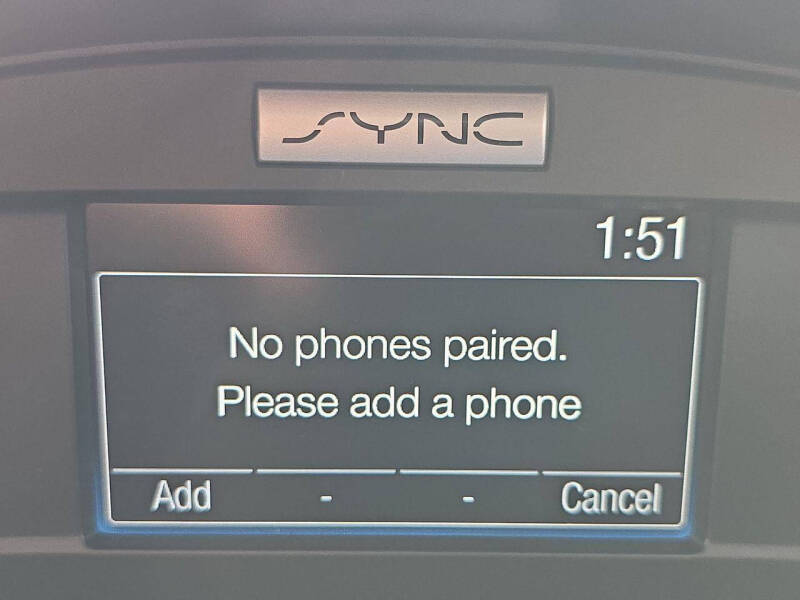 SYNC
1:51
No phones paired.
Please add a phone
Add - - Cancel